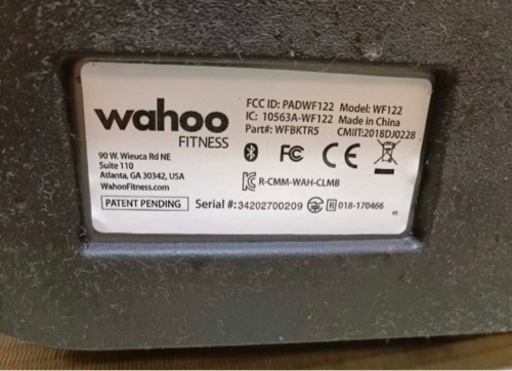 wahoo
FITNESS
90 W. Wieuca Rd NE
Suite 110
Atlanta, GA 30342, USA
WahooFitness.com
PATENT PENDING
FCC ID: PADWF122 Model: WF122
IC: 10563A-WF122 Made in China
Part#: WFBKTR5 CMIIT:2018DJ0228
FC CE
R-CMM-WAH-CLMB
Serial #:34202700209 R 018-170466